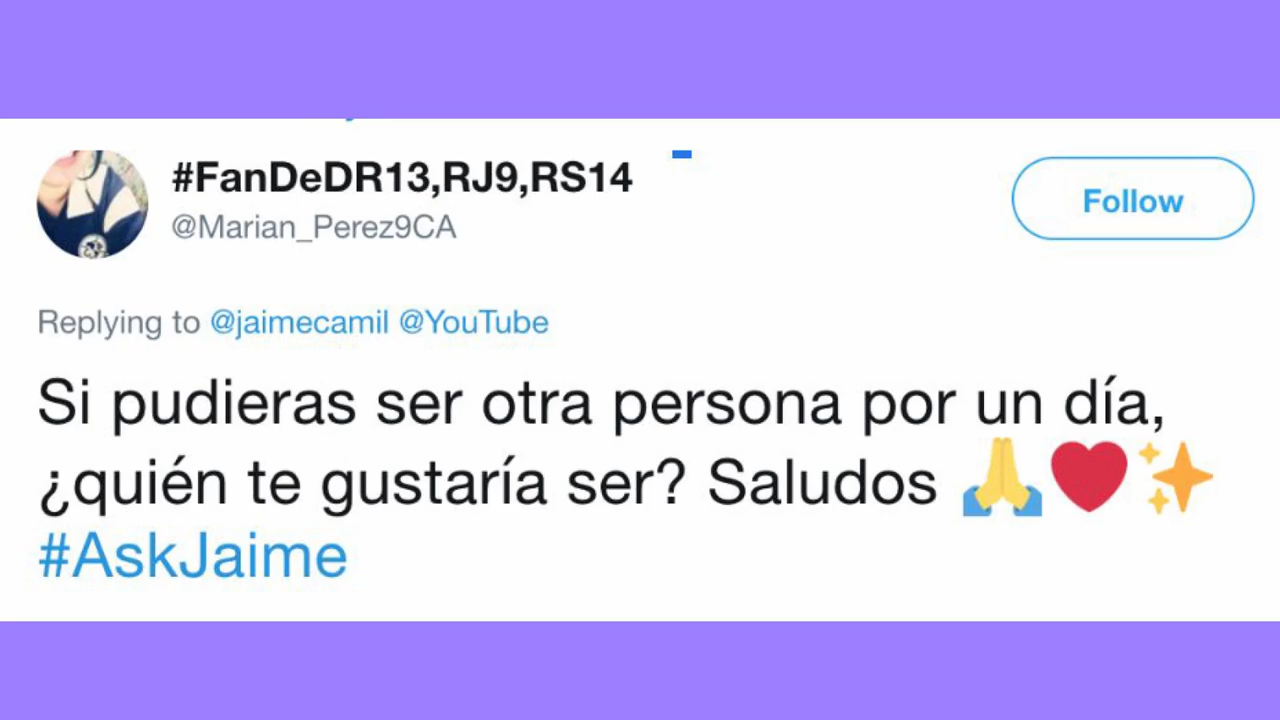 #FanDeDR13,RJ9,RS14
@Marian_Perez9CA
Follow
Replying to @jaimecamil @YouTube
Si pudieras ser otra persona por un día,
¿quién te gustaría ser? Saludos 🙏❤️✨
#AskJaime